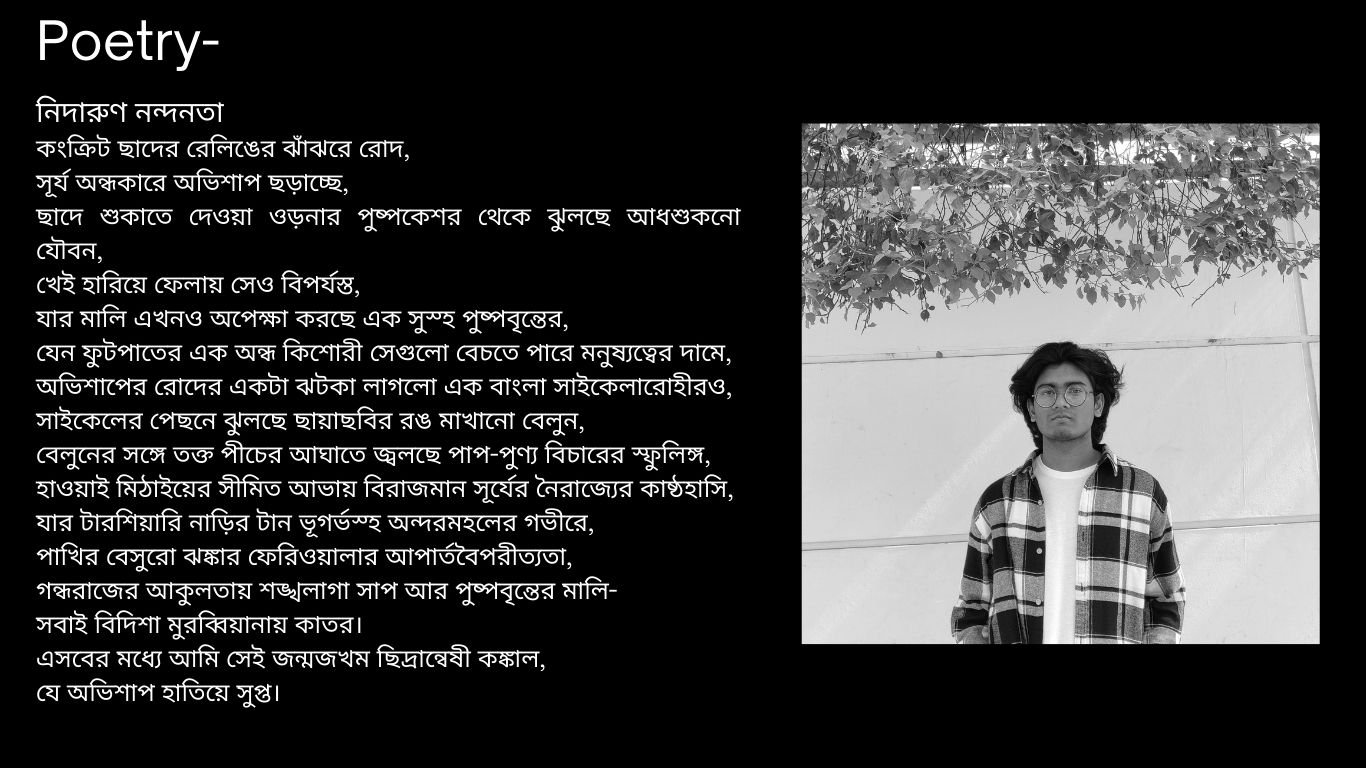 Poetry-
নিদারুণ নন্দনতা
কংক্রিট ছাদের রেলিঙের ঝাঁঝরে রোদ,
সূর্য অন্ধকারে অভিশাপ ছড়াচ্ছে,
ছাদে শুকাতে দেওয়া ওড়নার পুষ্পকেশর থেকে ঝুলছে আধশুকনো
যৌবন,
খেই হারিয়ে ফেলায় সেও বিপর্যস্ত,
যার মালি এখনও অপেক্ষা করছে এক সুস্হ পুষ্পবৃন্তের,
যেন ফুটপাতের এক অন্ধ কিশোরী সেগুলো বেচতে পারে মনুষ্যত্বের দামে,
অভিশাপের রোদের একটা ঝটকা লাগলো এক বাংলা সাইকেলারোহীরও,
সাইকেলের পেছনে ঝুলছে ছায়াছবির রঙ মাখানো বেলুন,
বেলুনের সঙ্গে তক্ত পীচের আঘাতে জ্বলছে পাপ-পুণ্য বিচারের স্ফুলিঙ্গ,
হাওয়াই মিঠাইয়ের সীমিত আভায় বিরাজমান সূর্যের নৈরাজ্যের কাষ্ঠহাসি,
যার টারশিয়ারি নাড়ির টান ভূগর্ভস্হ অন্দরমহলের গভীরে,
পাখির বেসুরো ঝঙ্কার ফেরিওয়ালার আপার্তবৈপরীত্যতা,
গন্ধরাজের আকুলতায় শঙ্খলাগা সাপ আর পুষ্পবৃন্তের মালি-
সবাই বিদিশা মুরব্বিয়ানায় কাতর।
এসবের মধ্যে আমি সেই জন্মজখম ছিদ্রান্বেষী কঙ্কাল,
যে অভিশাপ হাতিয়ে সুপ্ত।